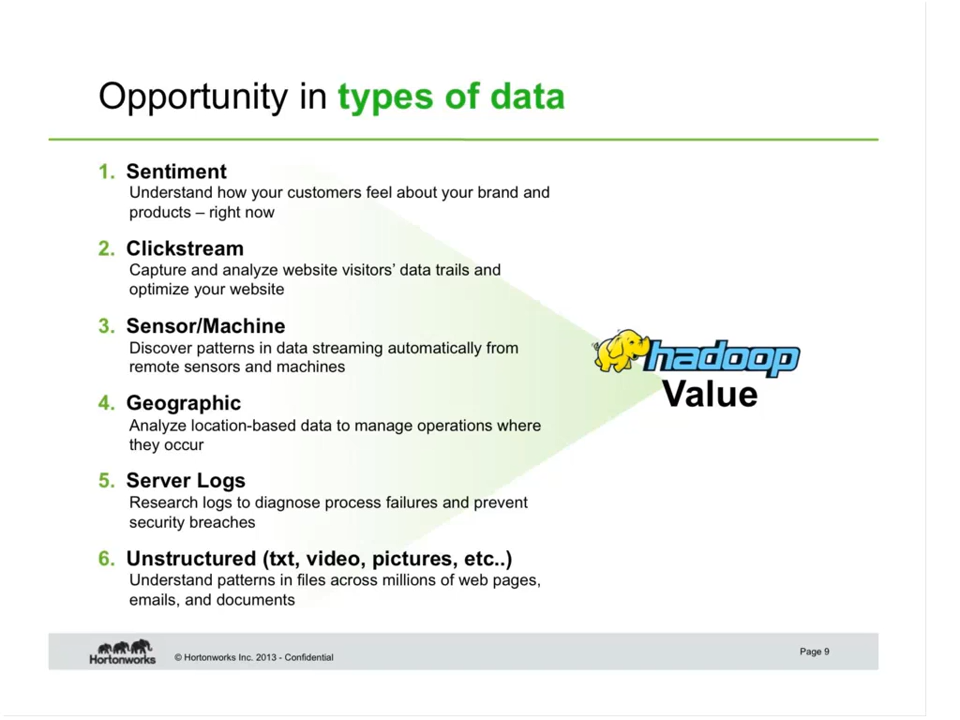 Opportunity in types of data
1. Sentiment
Understand how your customers feel about your brand and
products – right now
2. Clickstream
Capture and analyze website visitors’ data trails and
optimize your website
3. Sensor/Machine
Discover patterns in data streaming automatically from
remote sensors and machines
4. Geographic
Analyze location-based data to manage operations where
they occur
5. Server Logs
Research logs to diagnose process failures and prevent
security breaches
6. Unstructured (txt, video, pictures, etc..)
Understand patterns in files across millions of web pages,
emails, and documents
hadoop
Value
Hortonworks
© Hortonworks Inc. 2013 - Confidential
Page 9